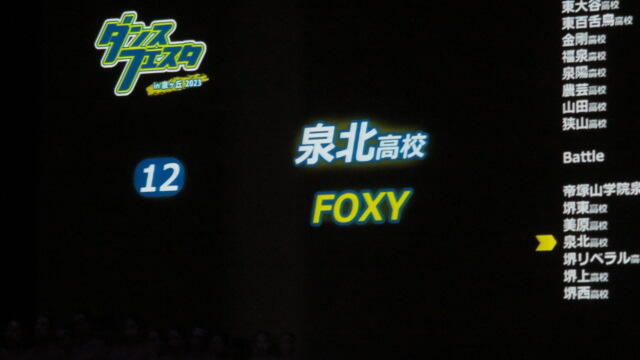 ダンス
フェスタ
in 泉ヶ丘 2023
12
泉北高校
FOXY
東大谷高校
東百舌鳥高校
金剛高校
福泉高校
泉陽高校
農芸高校
山田高校
狭山高校
Battle
帝塚山学院泉
堺東高校
美原高校
泉北高校
堺リベラル高
堺上高校
堺西高校